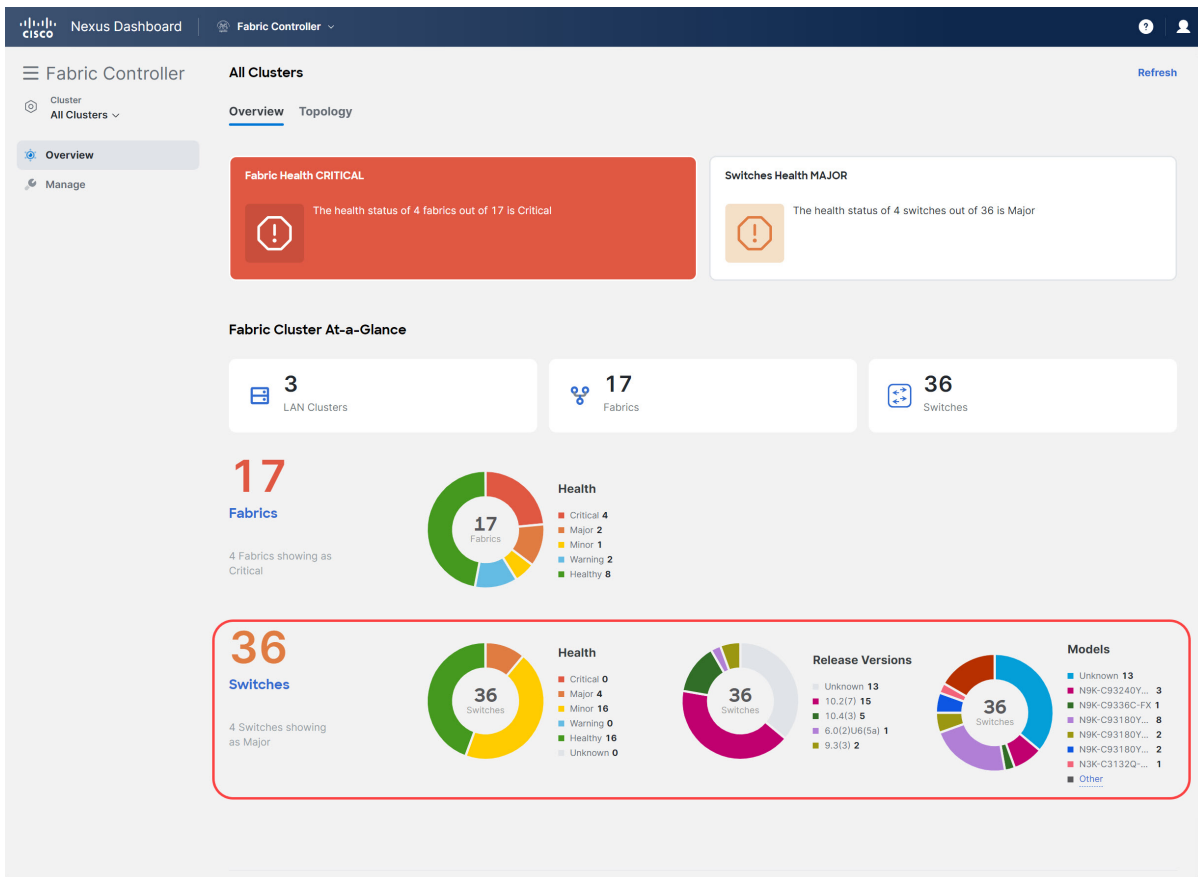 cisco
Nexus Dashboard
Fabric Controller
?
Fabric Controller
Cluster
All Clusters
Overview
Manage
All Clusters
Refresh
Overview
Topology
Fabric Health CRITICAL
The health status of 4 fabrics out of 17 is Critical
Switches Health MAJOR
The health status of 4 switches out of 36 is Major
Fabric Cluster At-a-Glance
3
LAN Clusters
17
Fabrics
36
Switches
17
Fabrics
4 Fabrics showing as
Critical
17
Fabrics
Health
Critical 4
Major 2
Minor 1
Warning 2
Healthy 8
36
Switches
4 Switches showing
as Major
36
Switches
Health
Critical 0
Major 4
Minor 16
Warning 0
Healthy 16
Unknown 0
36
Switches
Release Versions
Unknown 13
10.2(7) 15
10.4(3) 5
6.0(2)U6(5a) 1
9.3(3) 2
36
Switches
Models
Unknown 13
N9K-C93240Y... 3
N9K-C9336C-FX 1
N9K-C93180Y... 8
N9K-C93180Y... 2
N9K-C93180Y... 2
N3K-C3132Q-... 1
Other